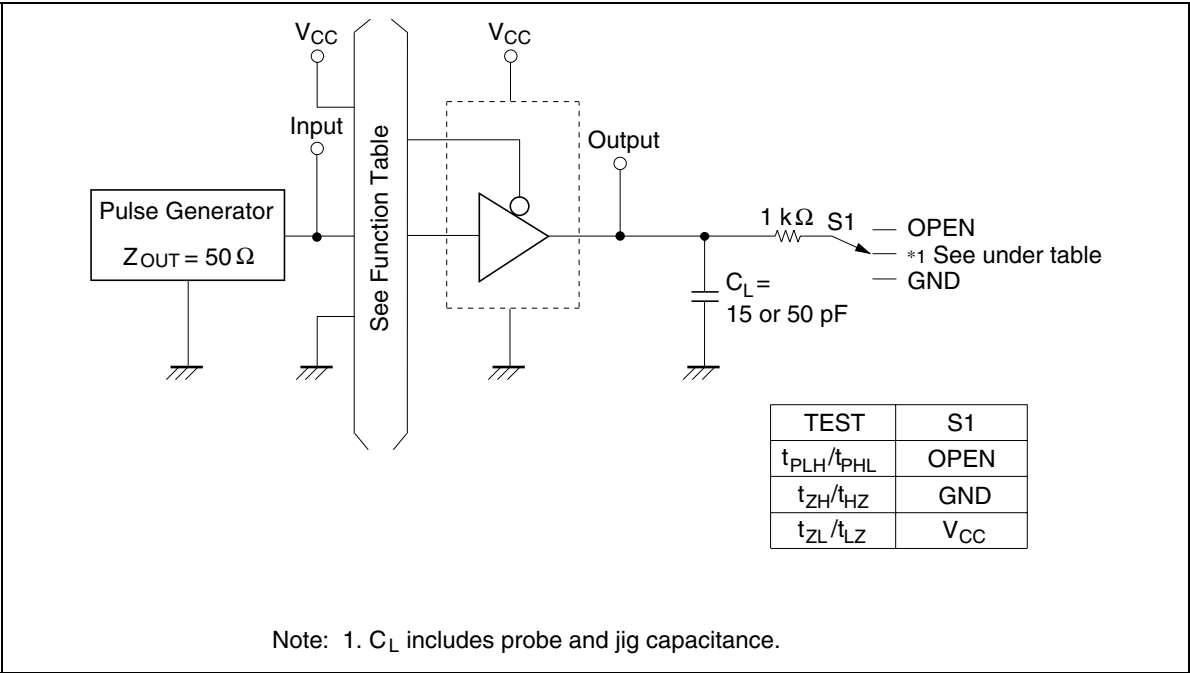 VCC
VCC
Input
See Function Table
Output
Pulse Generator
ZOUT = 50 Ω
1 kΩ
S1
OPEN
*1 See under table
GND
CL =
15 or 50 pF
TEST S1
tPLH/tPHL OPEN
tZH/tHZ GND
tZL/tLZ VCC
Note: 1. CL includes probe and jig capacitance.